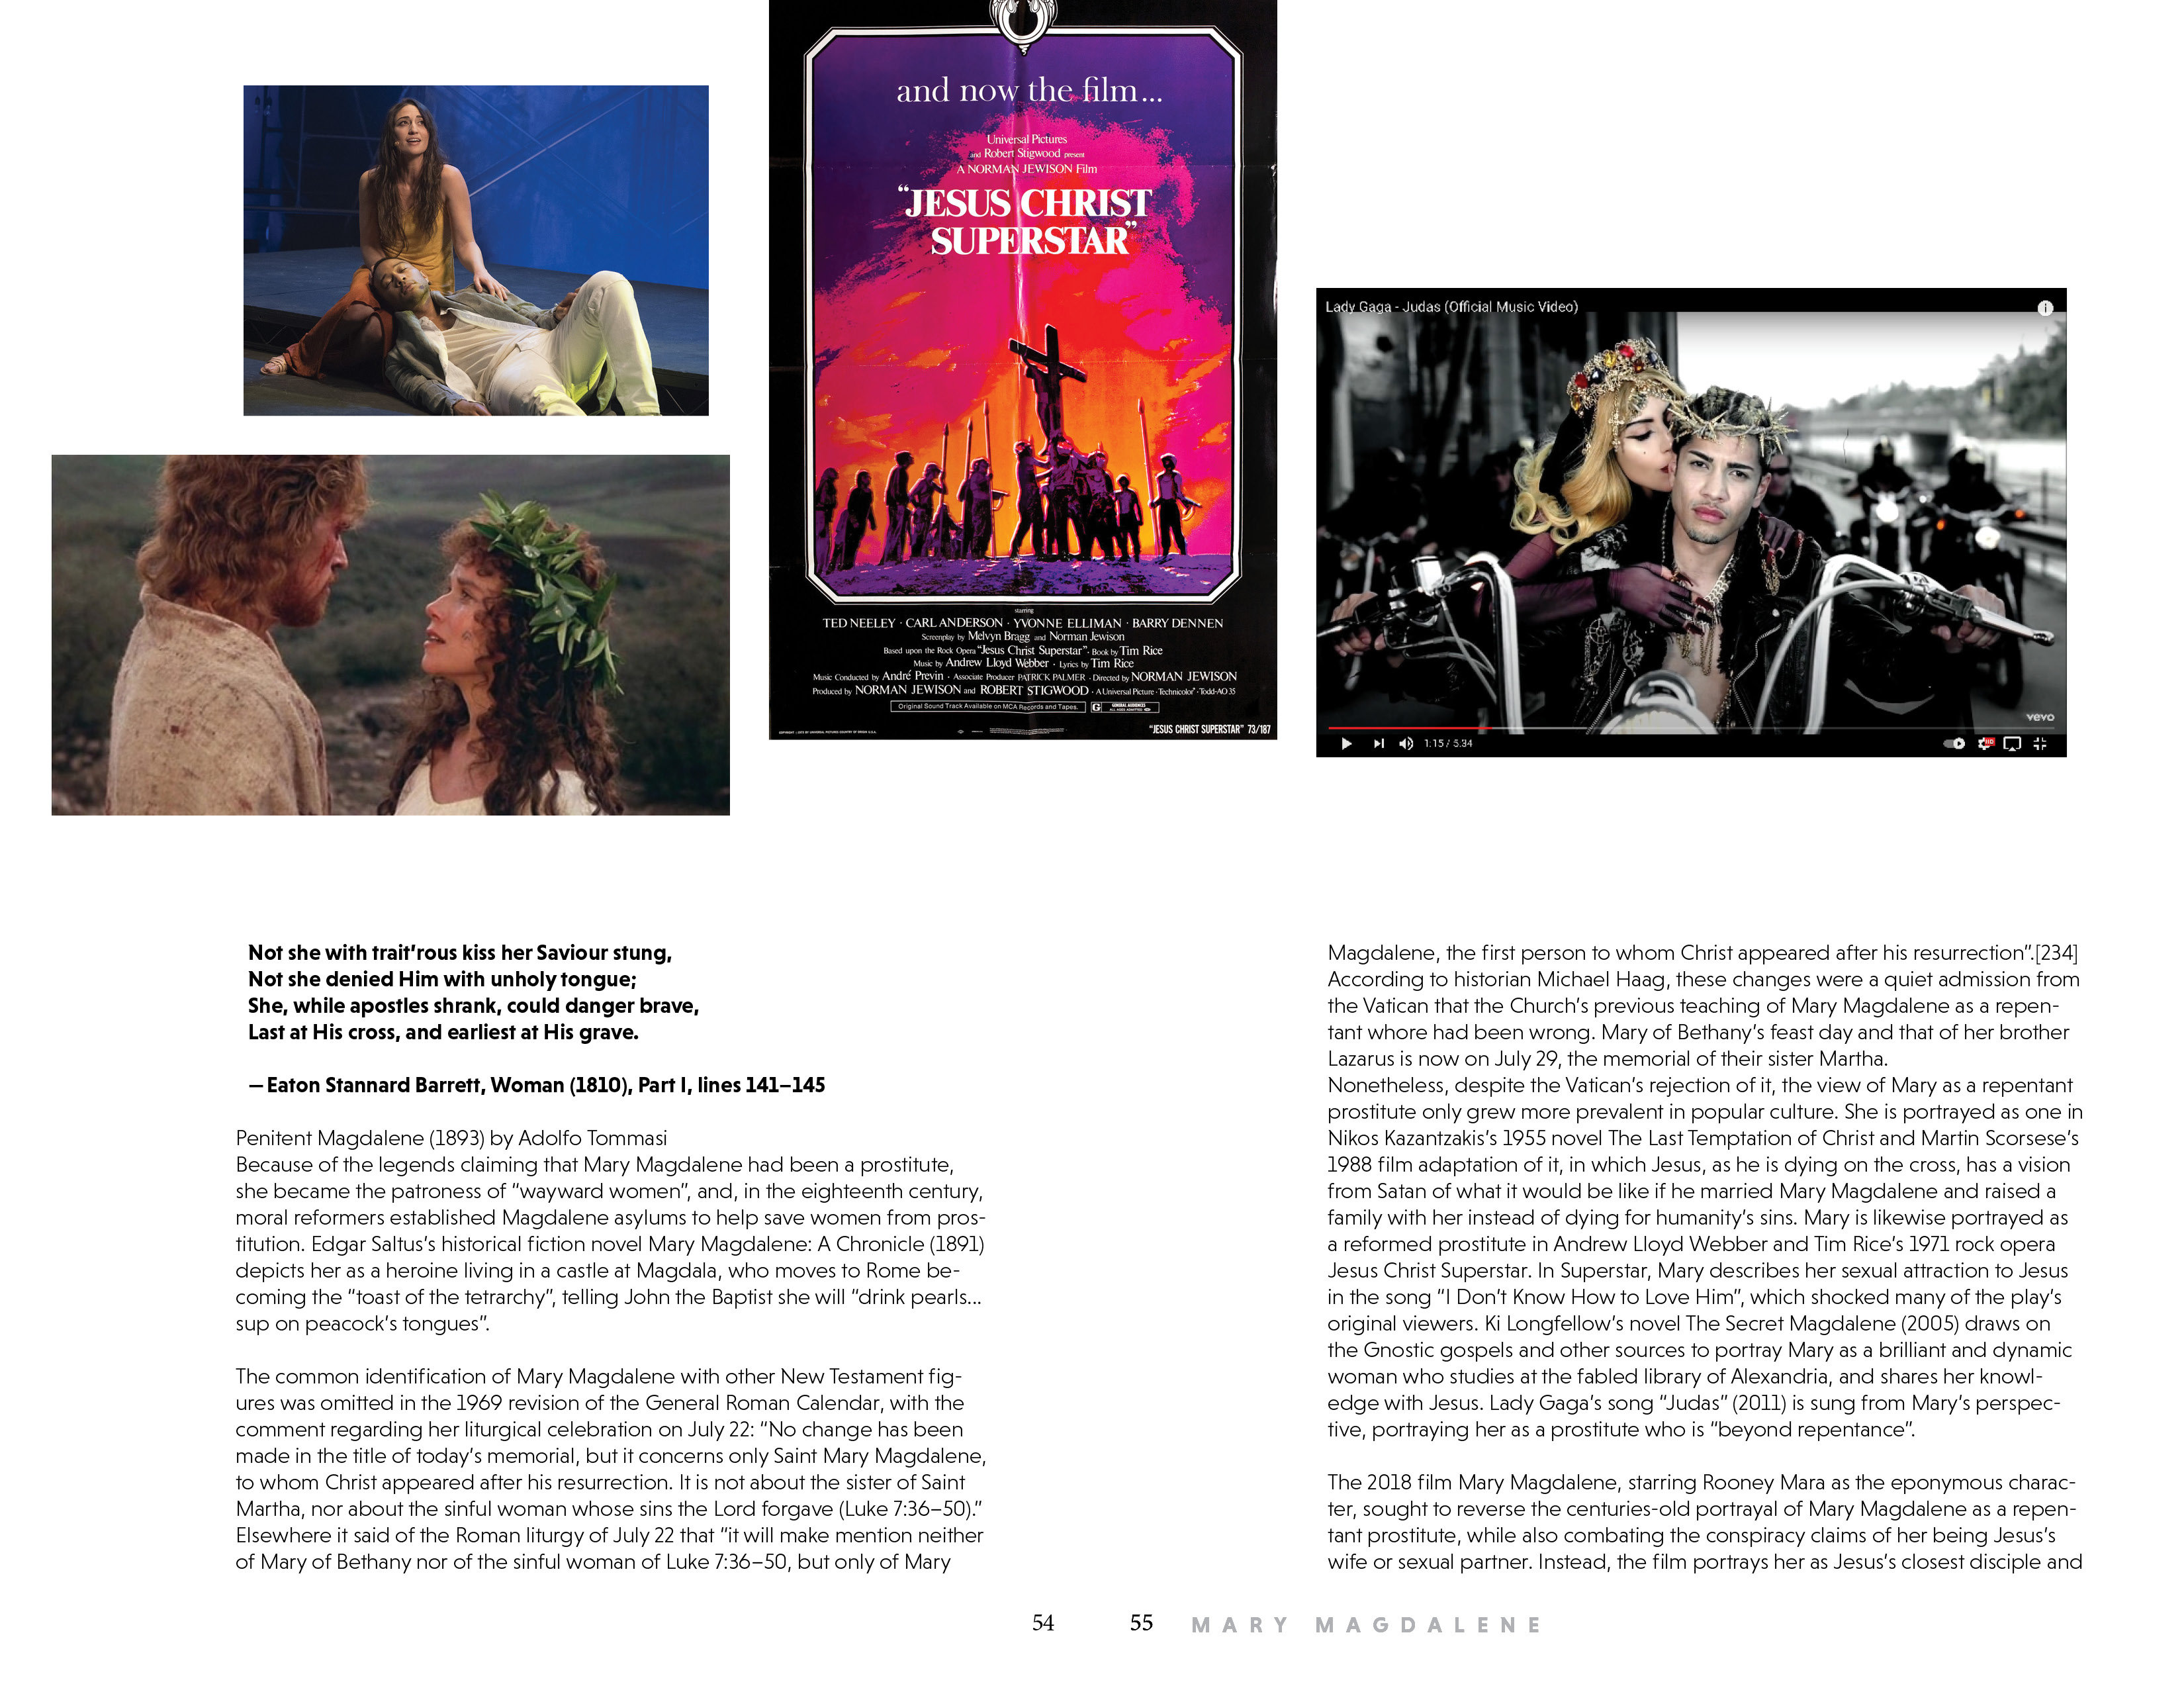 and now the film...
Universal Pictures
and Robert Stigwood present
A NORMAN JEWISON Film
“JESUS CHRIST
SUPERSTAR”
starring
TED NEELEY · CARL ANDERSON · YVONNE ELLIMAN · BARRY DENNEN
Screenplay by Melvyn Bragg and Norman Jewison
Based upon the Rock Opera “Jesus Christ Superstar” · Book by Tim Rice
Music by Andrew Lloyd Webber · Lyrics by Tim Rice
Music Conducted by André Previn · Associate Producer PATRICK PALMER · Directed by NORMAN JEWISON
Produced by NORMAN JEWISON and ROBERT STIGWOOD · A Universal Picture · Technicolor® · Todd-AO 35
Original Sound Track Available on MCA Records and Tapes.
G GENERAL AUDIENCES
“JESUS CHRIST SUPERSTAR” 73/187
Lady Gaga - Judas (Official Music Video)
vevo
1:15 / 5:34
HD
Not she with trait’rous kiss her Saviour stung,
Not she denied Him with unholy tongue;
She, while apostles shrank, could danger brave,
Last at His cross, and earliest at His grave.
— Eaton Stannard Barrett, Woman (1810), Part I, lines 141–145
Penitent Magdalene (1893) by Adolfo Tommasi
Because of the legends claiming that Mary Magdalene had been a prostitute,
she became the patroness of “wayward women”, and, in the eighteenth century,
moral reformers established Magdalene asylums to help save women from pros-
titution. Edgar Saltus’s historical fiction novel Mary Magdalene: A Chronicle (1891)
depicts her as a heroine living in a castle at Magdala, who moves to Rome be-
coming the “toast of the tetrarchy”, telling John the Baptist she will “drink pearls...
sup on peacock’s tongues”.
The common identification of Mary Magdalene with other New Testament fig-
ures was omitted in the 1969 revision of the General Roman Calendar, with the
comment regarding her liturgical celebration on July 22: “No change has been
made in the title of today’s memorial, but it concerns only Saint Mary Magdalene,
to whom Christ appeared after his resurrection. It is not about the sister of Saint
Martha, nor about the sinful woman whose sins the Lord forgave (Luke 7:36–50).”
Elsewhere it said of the Roman liturgy of July 22 that “it will make mention neither
of Mary of Bethany nor of the sinful woman of Luke 7:36–50, but only of Mary
Magdalene, the first person to whom Christ appeared after his resurrection”.[234]
According to historian Michael Haag, these changes were a quiet admission from
the Vatican that the Church’s previous teaching of Mary Magdalene as a repen-
tant whore had been wrong. Mary of Bethany’s feast day and that of her brother
Lazarus is now on July 29, the memorial of their sister Martha.
Nonetheless, despite the Vatican’s rejection of it, the view of Mary as a repentant
prostitute only grew more prevalent in popular culture. She is portrayed as one in
Nikos Kazantzakis’s 1955 novel The Last Temptation of Christ and Martin Scorsese’s
1988 film adaptation of it, in which Jesus, as he is dying on the cross, has a vision
from Satan of what it would be like if he married Mary Magdalene and raised a
family with her instead of dying for humanity’s sins. Mary is likewise portrayed as
a reformed prostitute in Andrew Lloyd Webber and Tim Rice’s 1971 rock opera
Jesus Christ Superstar. In Superstar, Mary describes her sexual attraction to Jesus
in the song “I Don’t Know How to Love Him”, which shocked many of the play’s
original viewers. Ki Longfellow’s novel The Secret Magdalene (2005) draws on
the Gnostic gospels and other sources to portray Mary as a brilliant and dynamic
woman who studies at the fabled library of Alexandria, and shares her knowl-
edge with Jesus. Lady Gaga’s song “Judas” (2011) is sung from Mary’s perspec-
tive, portraying her as a prostitute who is “beyond repentance”.
The 2018 film Mary Magdalene, starring Rooney Mara as the eponymous charac-
ter, sought to reverse the centuries-old portrayal of Mary Magdalene as a repen-
tant prostitute, while also combating the conspiracy claims of her being Jesus’s
wife or sexual partner. Instead, the film portrays her as Jesus’s closest disciple and
54
55 MARY MAGDALENE